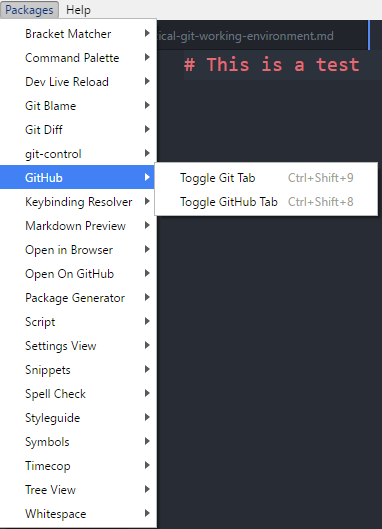 Packages Help
Bracket Matcher
tical-git-working-environment.md
Command Palette
# This is a test
Dev Live Reload
Git Blame
Git Diff
git-control
GitHub
Toggle Git Tab Ctrl+Shift+9
Keybinding Resolver
Toggle GitHub Tab Ctrl+Shift+8
Markdown Preview
Open in Browser
Open On GitHub
Package Generator
Script
Settings View
Snippets
Spell Check
Styleguide
Symbols
Timecop
Tree View
Whitespace